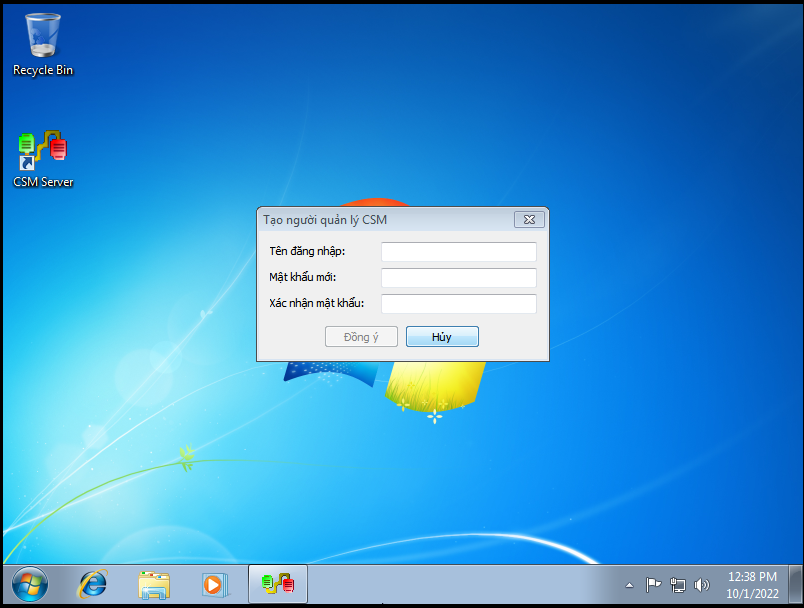 Recycle Bin
CSM Server
Tạo người quản lý CSM
Tên đăng nhập:
Mật khẩu mới:
Xác nhận mật khẩu:
Đồng ý
Hủy
12:38 PM
10/1/2022